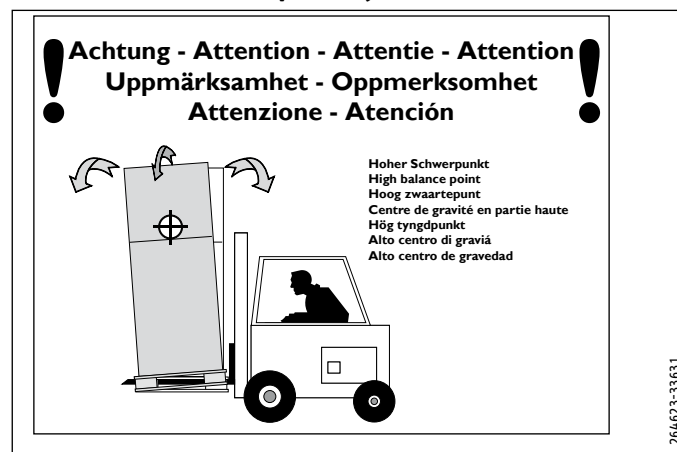 Achtung - Attention - Attentie - Attention
Uppmärksamhet - Oppmerksomhet
Attenzione - Atención
Hoher Schwerpunkt
High balance point
Hoog zwaartepunt
Centre de gravité en partie haute
Hög tyngdpunkt
Alto centro di graviá
Alto centro de gravedad
264623-33631